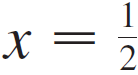 x = 1/2